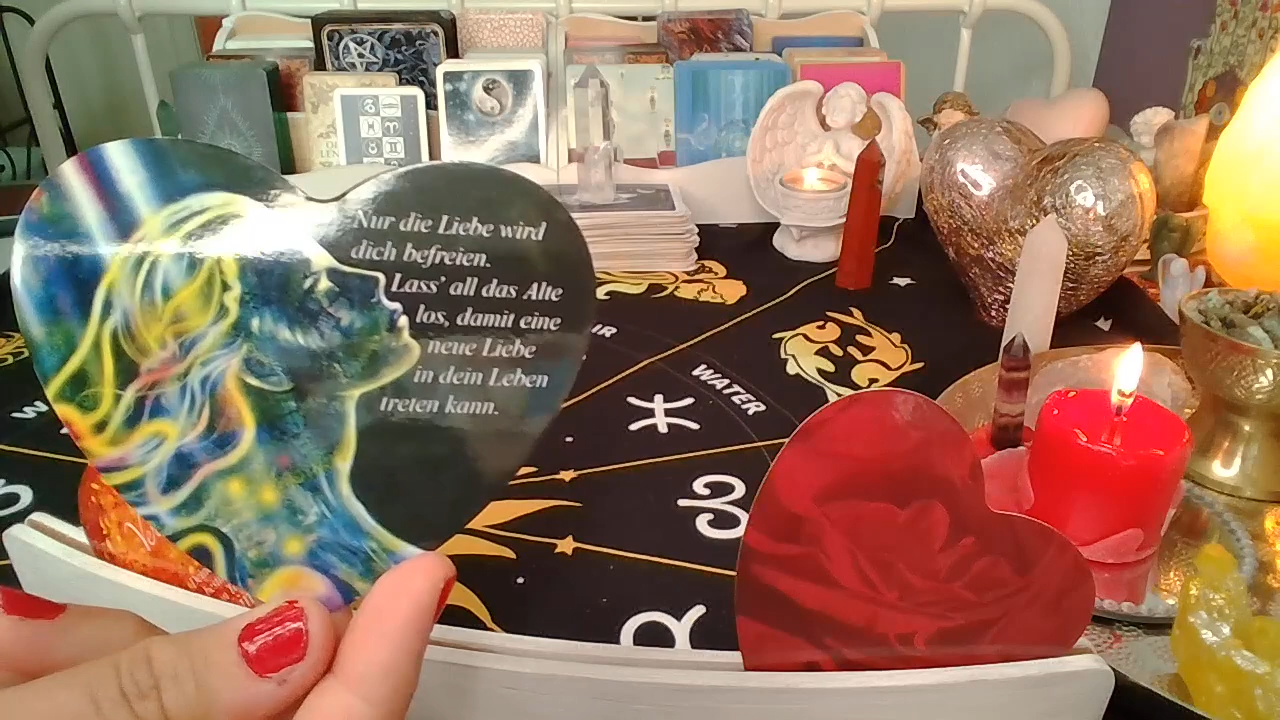 Nur die Liebe wird
dich befreien.
Lass' all das Alte
los, damit eine
neue Liebe
in dein Leben
treten kann.
WATER